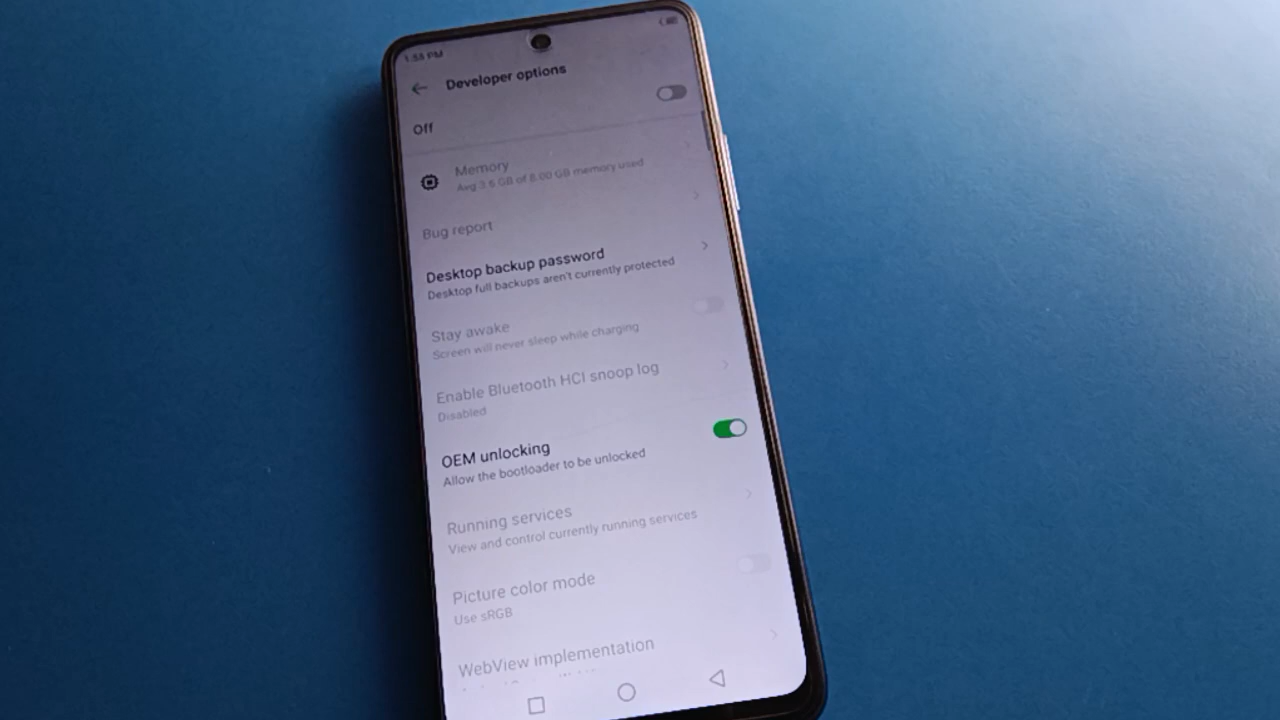 1:58 PM
Developer options
Off
Memory
Avg 3.6 GB of 8.00 GB memory used
Bug report
Desktop backup password
Desktop full backups aren't currently protected
Stay awake
Screen will never sleep while charging
Enable Bluetooth HCI snoop log
Disabled
OEM unlocking
Allow the bootloader to be unlocked
Running services
View and control currently running services
Picture color mode
Use sRGB
WebView implementation